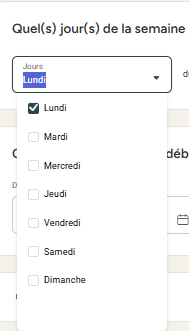 Quel(s) jour(s) de la semaine
Jours
Lundi
Lundi
Mardi
Mercredi
Jeudi
Vendredi
Samedi
Dimanche